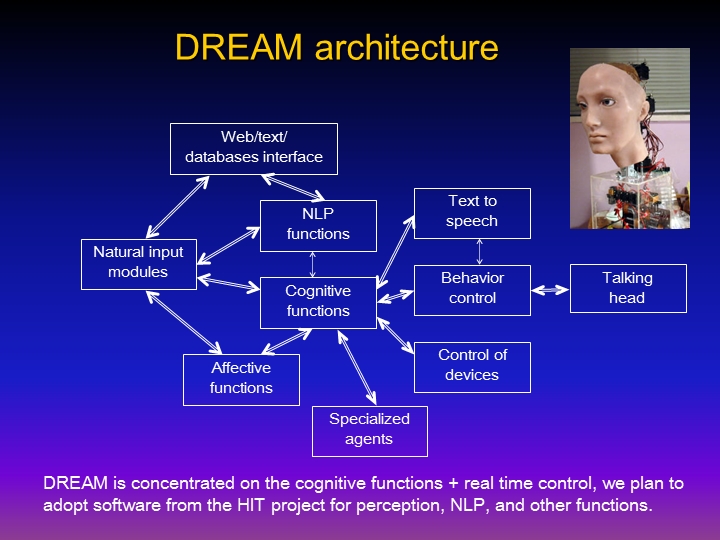 DREAM architecture
Web/text/
databases interface
NLP
functions
Text to
speech
Natural input
modules
Cognitive
functions
Behavior
control
Talking
head
Affective
functions
Control of
devices
Specialized
agents
DREAM is concentrated on the cognitive functions + real time control, we plan to
adopt software from the HIT project for perception, NLP, and other functions.